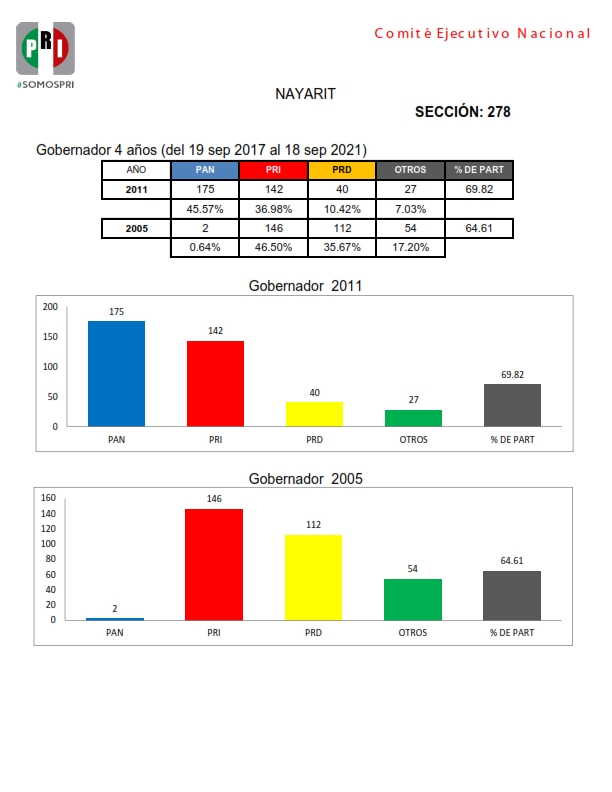 Comité Ejecutivo Nacional
PRI
#SOMOSPRI
NAYARIT
SECCIÓN: 278
Gobernador 4 años (del 19 sep 2017 al 18 sep 2021)
AÑO PAN PRI PRD OTROS % DE PART
2011 175 142 40 27 69.82
45.57% 36.98% 10.42% 7.03%
2005 2 146 112 54 64.61
0.64% 46.50% 35.67% 17.20%
Gobernador 2011
200
175
150
142
100
69.82
50
40
27
0
PAN PRI PRD OTROS % DE PART
Gobernador 2005
160
146
140
120
112
100
80
64.61
60
54
40
20
2
0
PAN PRI PRD OTROS % DE PART